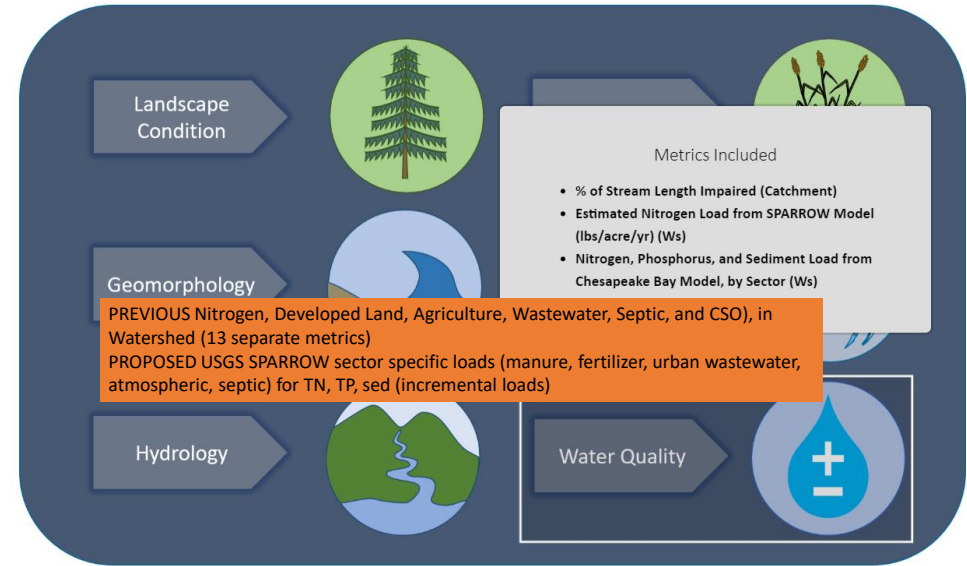 Landscape
Condition
Metrics Included
• % of Stream Length Impaired (Catchment)
• Estimated Nitrogen Load from SPARROW Model
(lbs/acre/yr) (Ws)
• Nitrogen, Phosphorus, and Sediment Load from
Chesapeake Bay Model, by Sector (Ws)
Geomorphology
PREVIOUS Nitrogen, Developed Land, Agriculture, Wastewater, Septic, and CSO), in
Watershed (13 separate metrics)
PROPOSED USGS SPARROW sector specific loads (manure, fertilizer, urban wastewater,
atmospheric, septic) for TN, TP, sed (incremental loads)
Hydrology
Water Quality